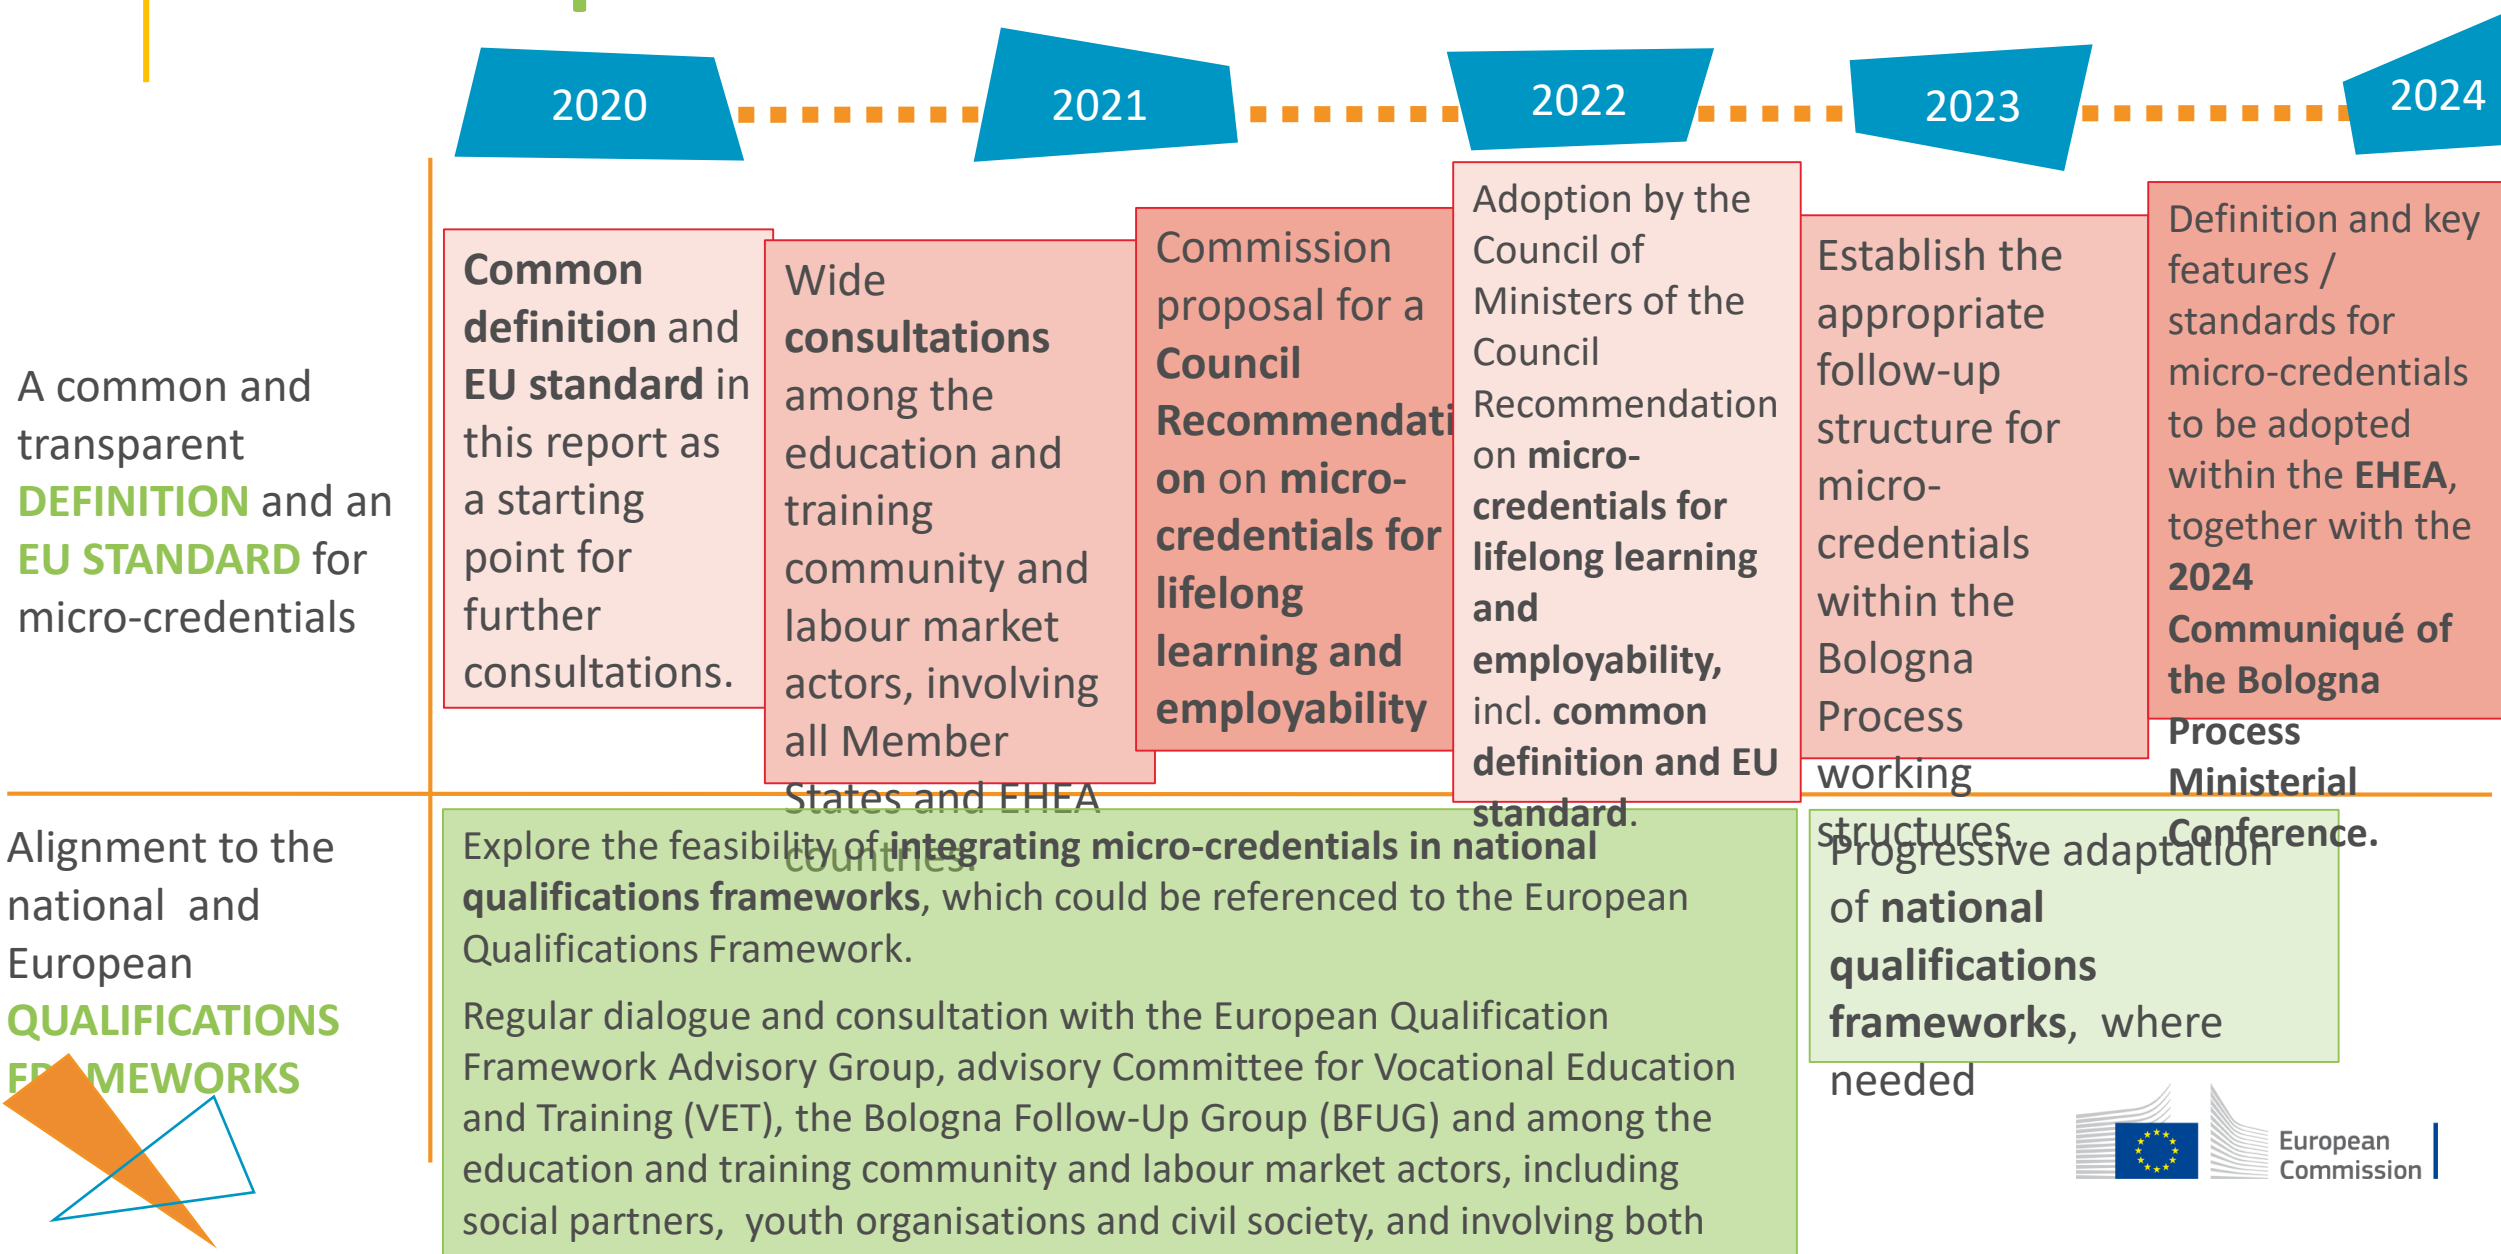 2020
2021
2022
2023
2024
A common and
transparent
DEFINITION and an
EU STANDARD for
micro-credentials
Common
definition and
EU standard in
this report as
a starting
point for
further
consultations.
Wide
consultations
among the
education and
training
community and
labour market
actors, involving
all Member
States and EHEA
countries.
Commission
proposal for a
Council
Recommendati
on on micro-
credentials for
lifelong
learning and
employability
Adoption by the
Council of
Ministers of the
Council
Recommendation
on micro-
credentials for
lifelong learning
and
employability,
incl. common
definition and EU
standard.
Establish the
appropriate
follow-up
structure for
micro-
credentials
within the
Bologna
Process
working
structures.
Definition and key
features /
standards for
micro-credentials
to be adopted
within the EHEA,
together with the
2024
Communiqué of
the Bologna
Process
Ministerial
Conference.
Alignment to the
national and
European
QUALIFICATIONS
FRAMEWORKS
Explore the feasibility of integrating micro-credentials in national
qualifications frameworks, which could be referenced to the European
Qualifications Framework.
Regular dialogue and consultation with the European Qualification
Framework Advisory Group, advisory Committee for Vocational Education
and Training (VET), the Bologna Follow-Up Group (BFUG) and among the
education and training community and labour market actors, including
social partners, youth organisations and civil society, and involving both
Progressive adaptation
of national
qualifications
frameworks, where
needed
European
Commission